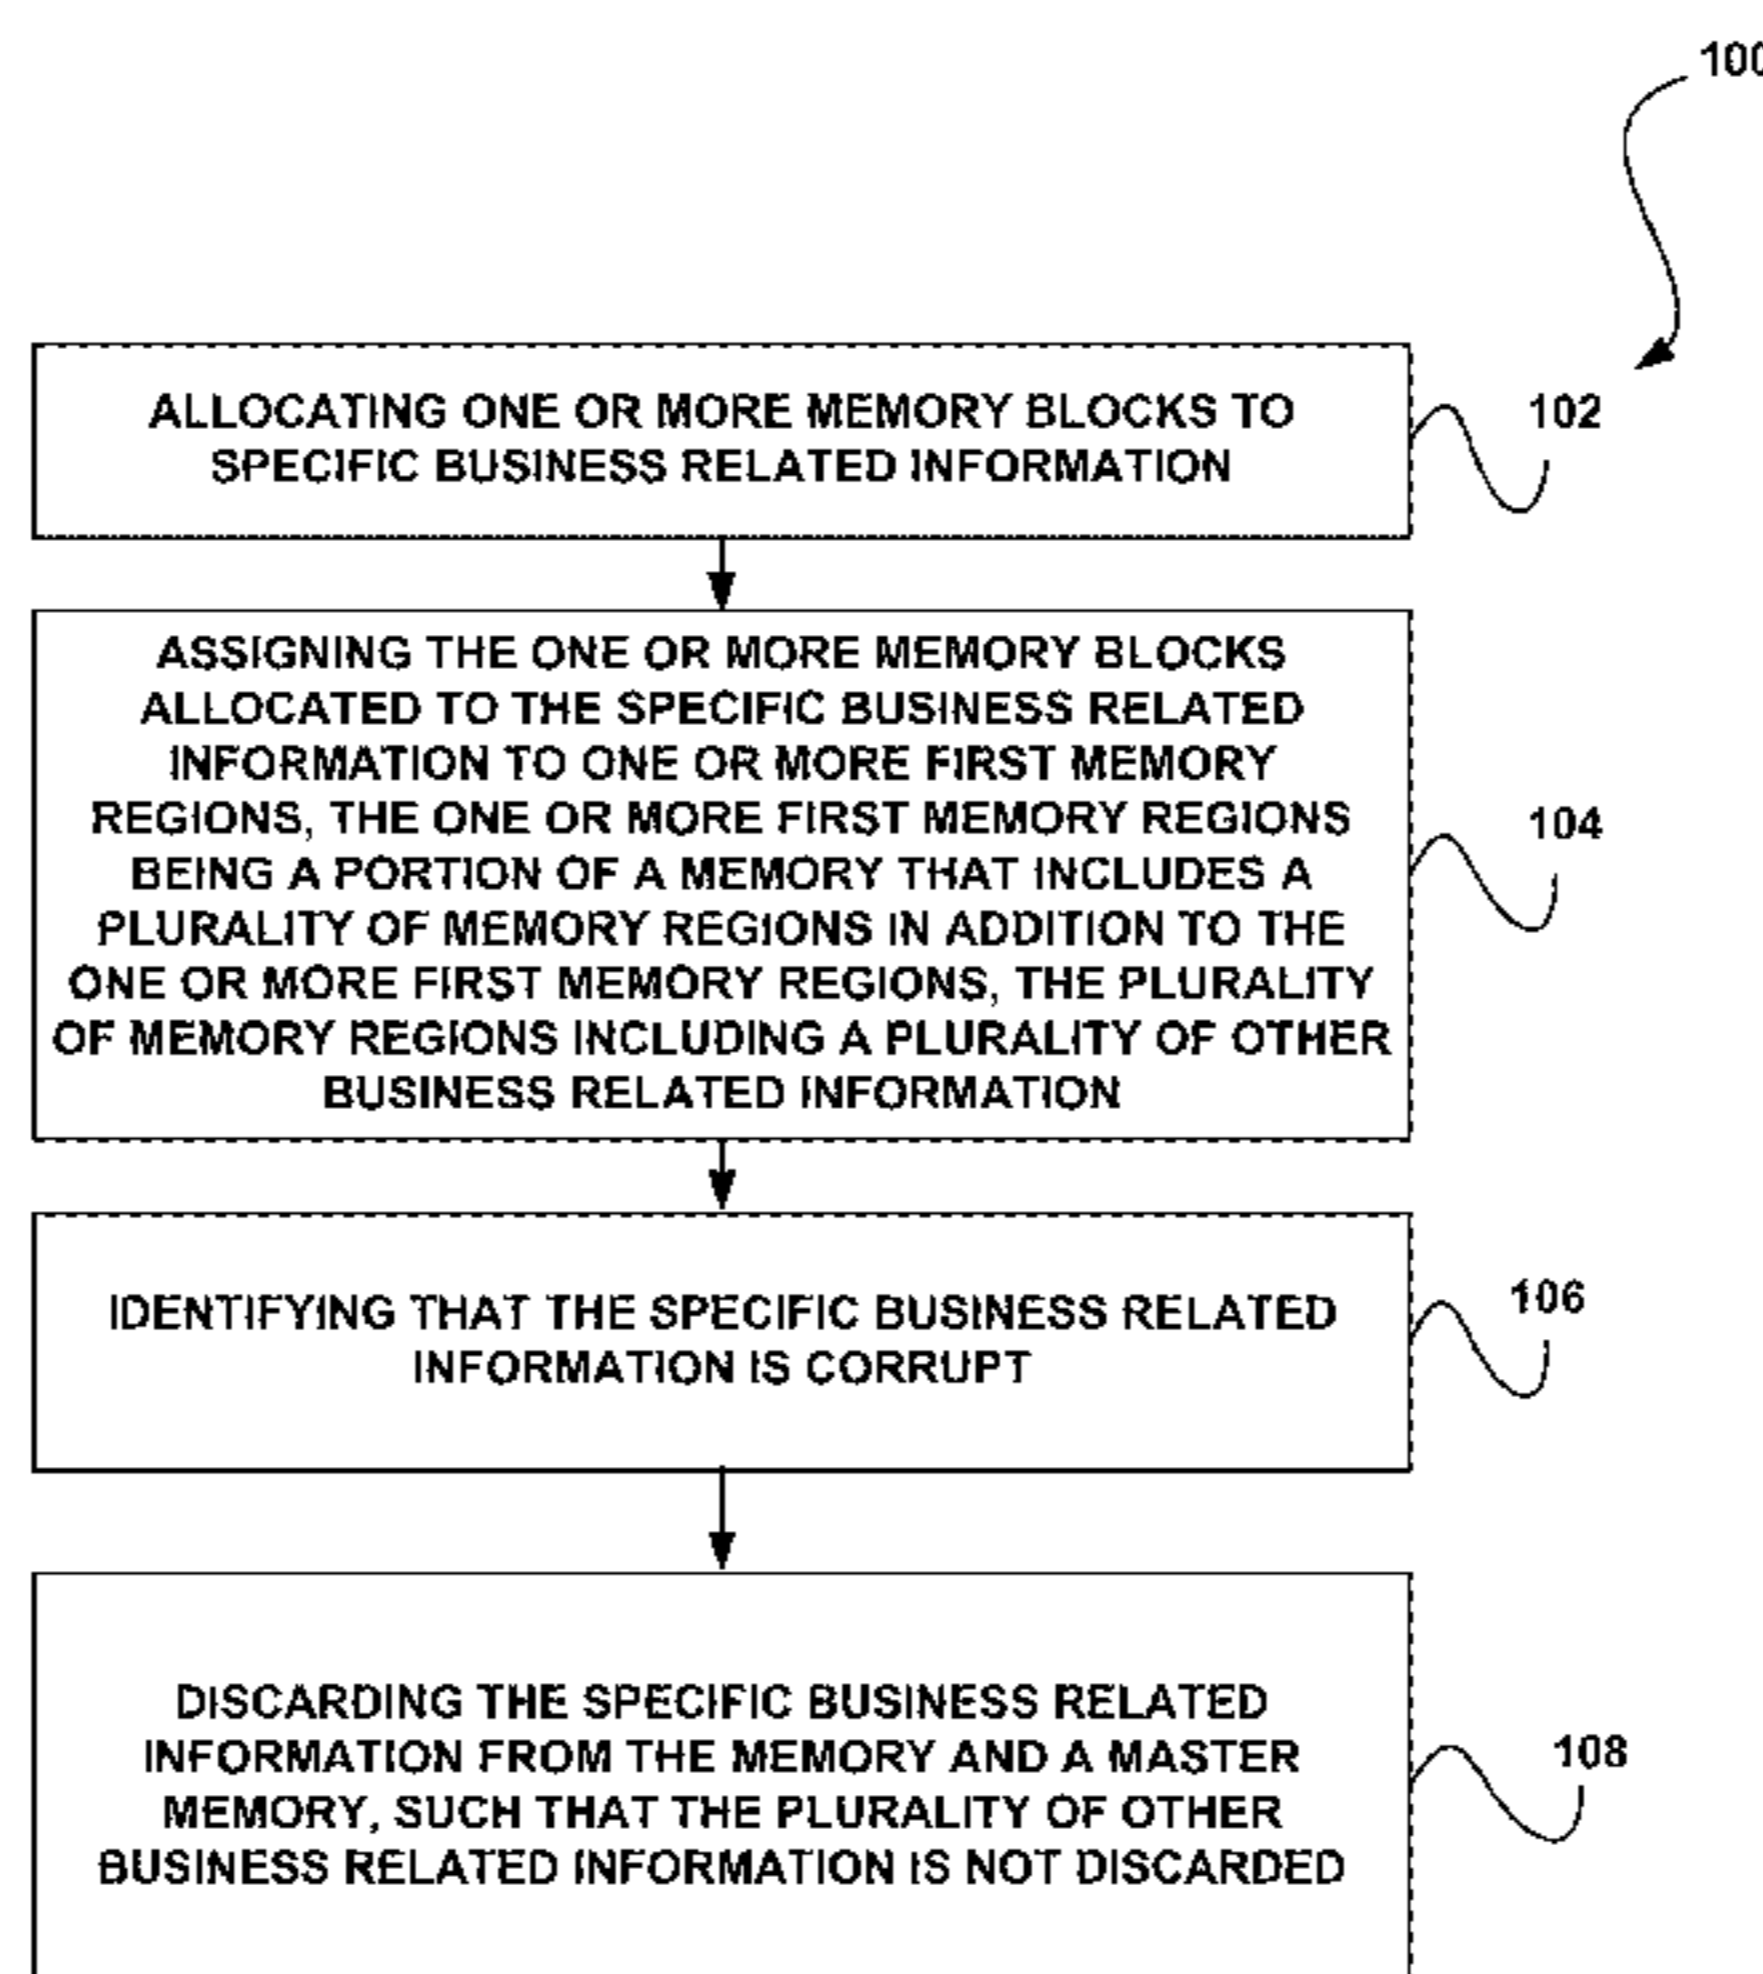 100
ALLOCATING ONE OR MORE MEMORY BLOCKS TO
SPECIFIC BUSINESS RELATED INFORMATION
102
ASSIGNING THE ONE OR MORE MEMORY BLOCKS
ALLOCATED TO THE SPECIFIC BUSINESS RELATED
INFORMATION TO ONE OR MORE FIRST MEMORY
REGIONS, THE ONE OR MORE FIRST MEMORY REGIONS
BEING A PORTION OF A MEMORY THAT INCLUDES A
PLURALITY OF MEMORY REGIONS IN ADDITION TO THE
ONE OR MORE FIRST MEMORY REGIONS, THE PLURALITY
OF MEMORY REGIONS INCLUDING A PLURALITY OF OTHER
BUSINESS RELATED INFORMATION
104
IDENTIFYING THAT THE SPECIFIC BUSINESS RELATED
INFORMATION IS CORRUPT
106
DISCARDING THE SPECIFIC BUSINESS RELATED
INFORMATION FROM THE MEMORY AND A MASTER
MEMORY, SUCH THAT THE PLURALITY OF OTHER
BUSINESS RELATED INFORMATION IS NOT DISCARDED
108